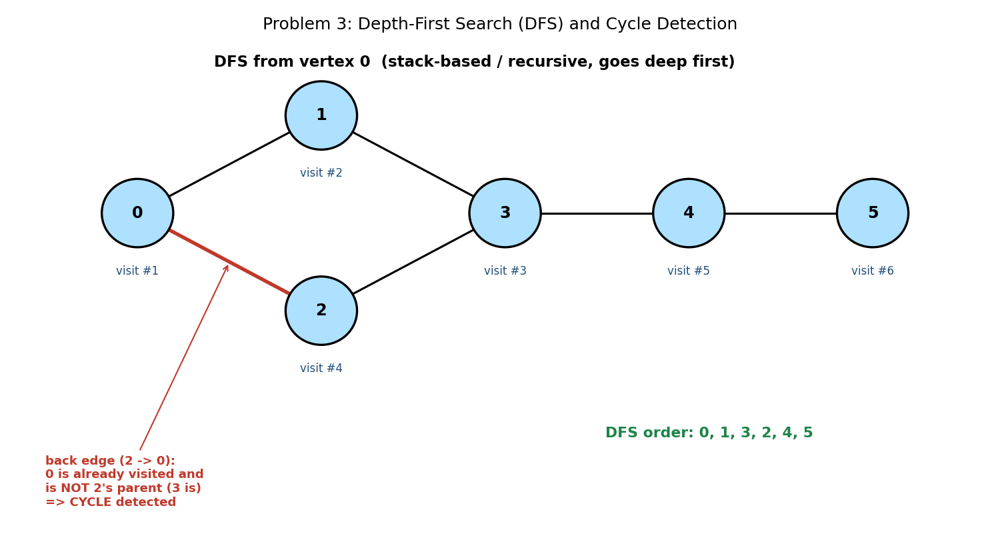 Problem 3: Depth-First Search (DFS) and Cycle Detection
DFS from vertex 0  (stack-based / recursive, goes deep first)
1
visit #2
0
3
4
5
visit #1
visit #3
visit #5
visit #6
2
visit #4
DFS order: 0, 1, 3, 2, 4, 5
back edge (2 -> 0):
0 is already visited and
is NOT 2's parent (3 is)
=> CYCLE detected